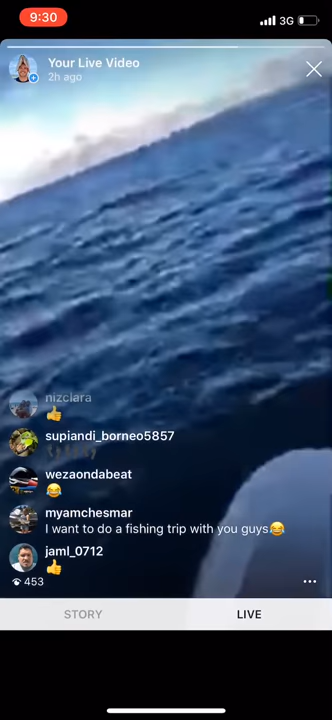 9:30
3G
Your Live Video
2h ago
nizclara
👍
supiandi_borneo5857
wezaondabeat
😂
myamchesmar
I want to do a fishing trip with you guys😂
jaml_0712
👍
453
STORY
LIVE